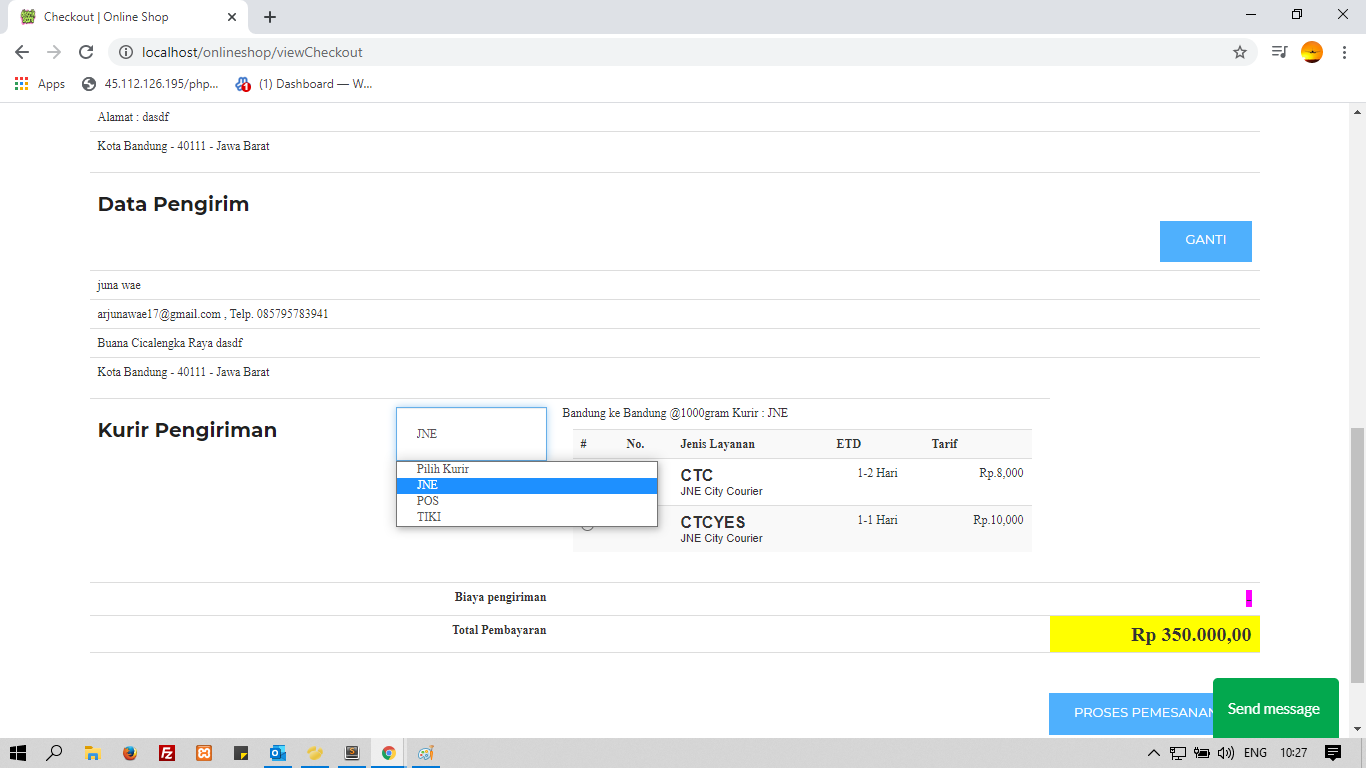 Checkout | Online Shop
localhost/onlineshop/viewCheckout
Apps
45.112.126.195/php...
(1) Dashboard — W...
Alamat : dasdf
Kota Bandung - 40111 - Jawa Barat
Data Pengirim
GANTI
juna wae
arjunawae17@gmail.com , Telp. 085795783941
Buana Cicalengka Raya dasdf
Kota Bandung - 40111 - Jawa Barat
Kurir Pengiriman
JNE
Pilih Kurir
JNE
POS
TIKI
Bandung ke Bandung @1000gram Kurir : JNE
# No. Jenis Layanan ETD Tarif
CTC 1-2 Hari Rp.8,000
JNE City Courier
CTCYES 1-1 Hari Rp.10,000
JNE City Courier
Biaya pengiriman -
Total Pembayaran Rp 350.000,00
PROSES PEMESANAN
Send message
ENG 10:27